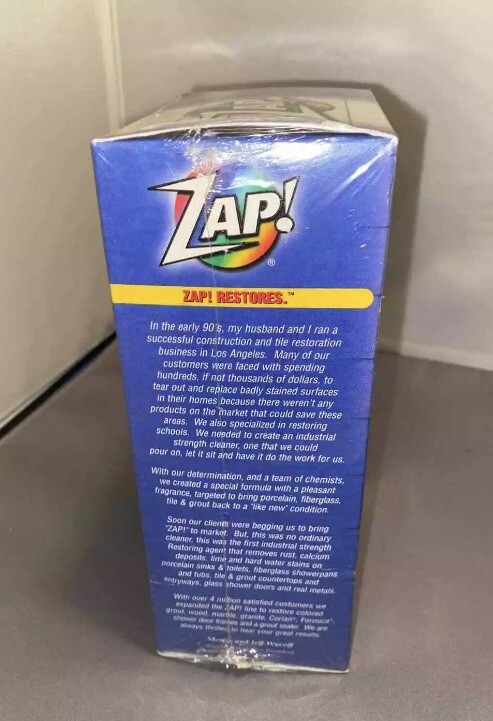 ZAP!
®
ZAP! RESTORES.™
In the early 90's, my husband and I ran a
successful construction and tile restoration
business in Los Angeles. Many of our
customers were faced with spending
hundreds, if not thousands of dollars, to
tear out and replace badly stained surfaces
in their homes because there weren't any
products on the market that could save these
areas. We also specialized in restoring
schools. We needed to create an industrial
strength cleaner, one that we could
pour on, let it sit and have it do the work for us.
With our determination, and a team of chemists,
we created a special formula with a pleasant
fragrance, targeted to bring porcelain, fiberglass,
tile & grout back to a "like new" condition.
Soon our clients were begging us to bring
"ZAP!" to market. But, this was no ordinary
cleaner, this was the first industrial strength
Restoring agent that removes rust, calcium
deposits, lime and hard water stains on
porcelain sinks & toilets, fiberglass showerpans
and tubs, tile & grout countertops and
entryways, glass shower doors and real metals.
With over 4 million satisfied customers we
expanded the ZAP! line to restore colored
grout, wood, marble, granite, Corian®, Formica®,
shower door frames and a grout sealer. We are
always thrilled to hear your great results.
and Jeff